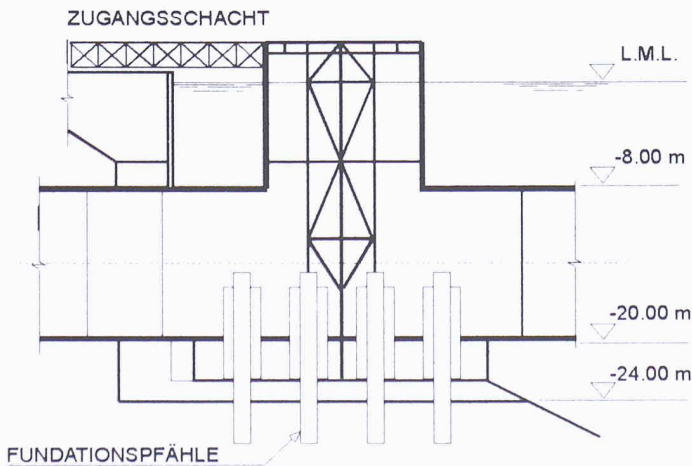 ZUGANGSSCHACHT
L.M.L.
-8.00 m
-20.00 m
-24.00 m
FUNDATIONSPFÄHLE